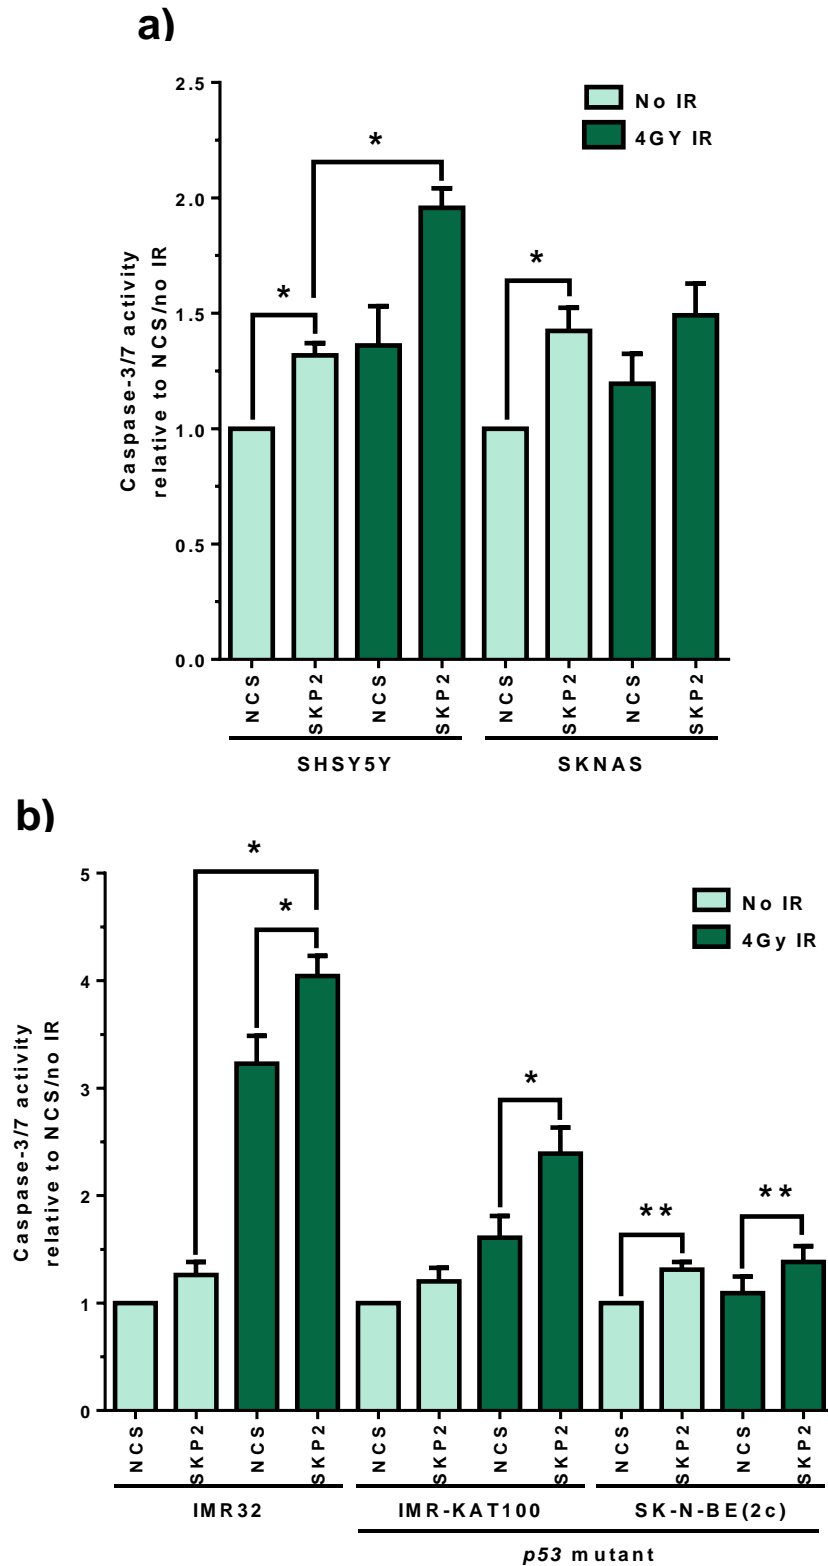 a)
2.5
2.0
1.5
1.0
0.5
0.0
Caspase-3/7 activity
relative to NCS/no IR
No IR
4GY IR
*
*
*
NCS
SKP2
NCS
SKP2
NCS
SKP2
NCS
SKP2
SHSY5Y
SKNAS
b)
5
4
3
2
1
0
Caspase-3/7 activity
relative to NCS/no IR
No IR
4Gy IR
*
*
*
**
**
NCS
SKP2
NCS
SKP2
NCS
SKP2
NCS
SKP2
NCS
SKP2
NCS
SKP2
IMR32
IMR-KAT100
SK-N-BE(2c)
p53 mutant